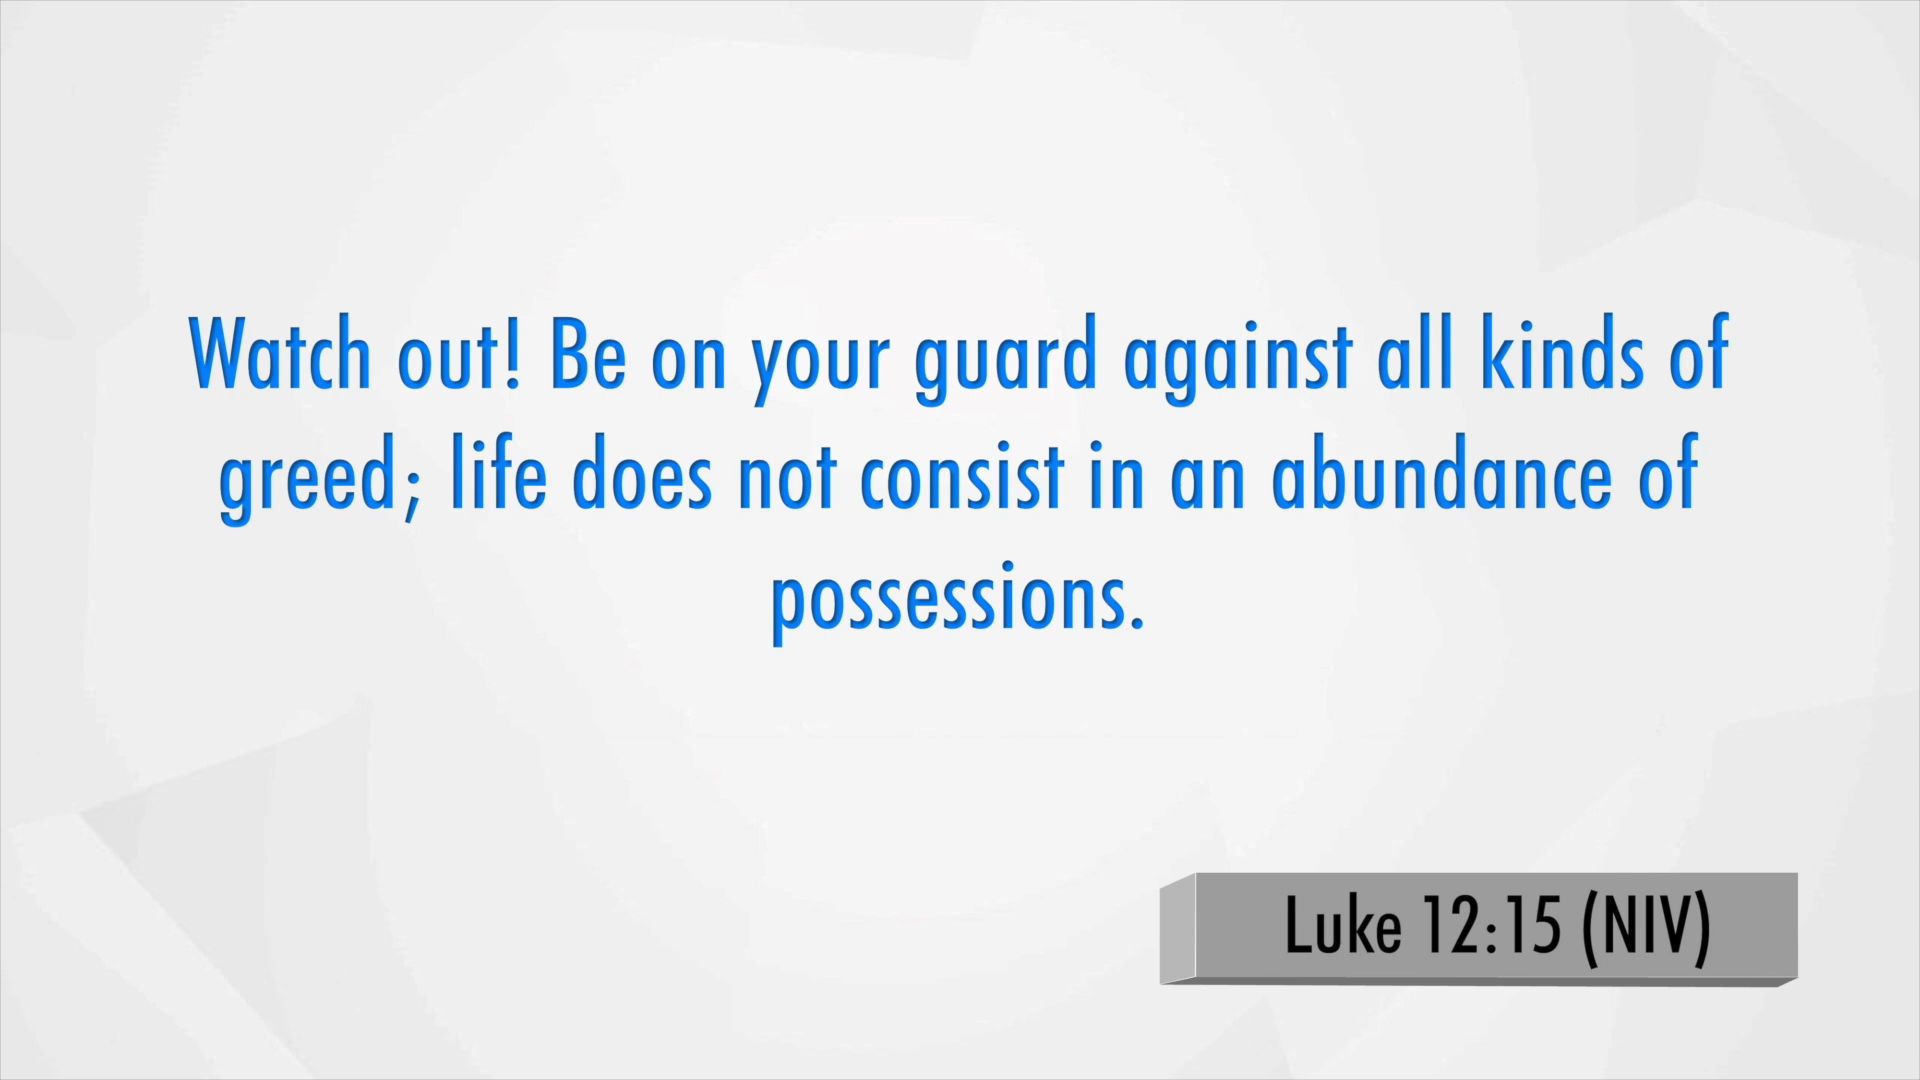 Watch out! Be on your guard against all kinds of
greed; life does not consist in an abundance of
possessions.
Luke 12:15 (NIV)